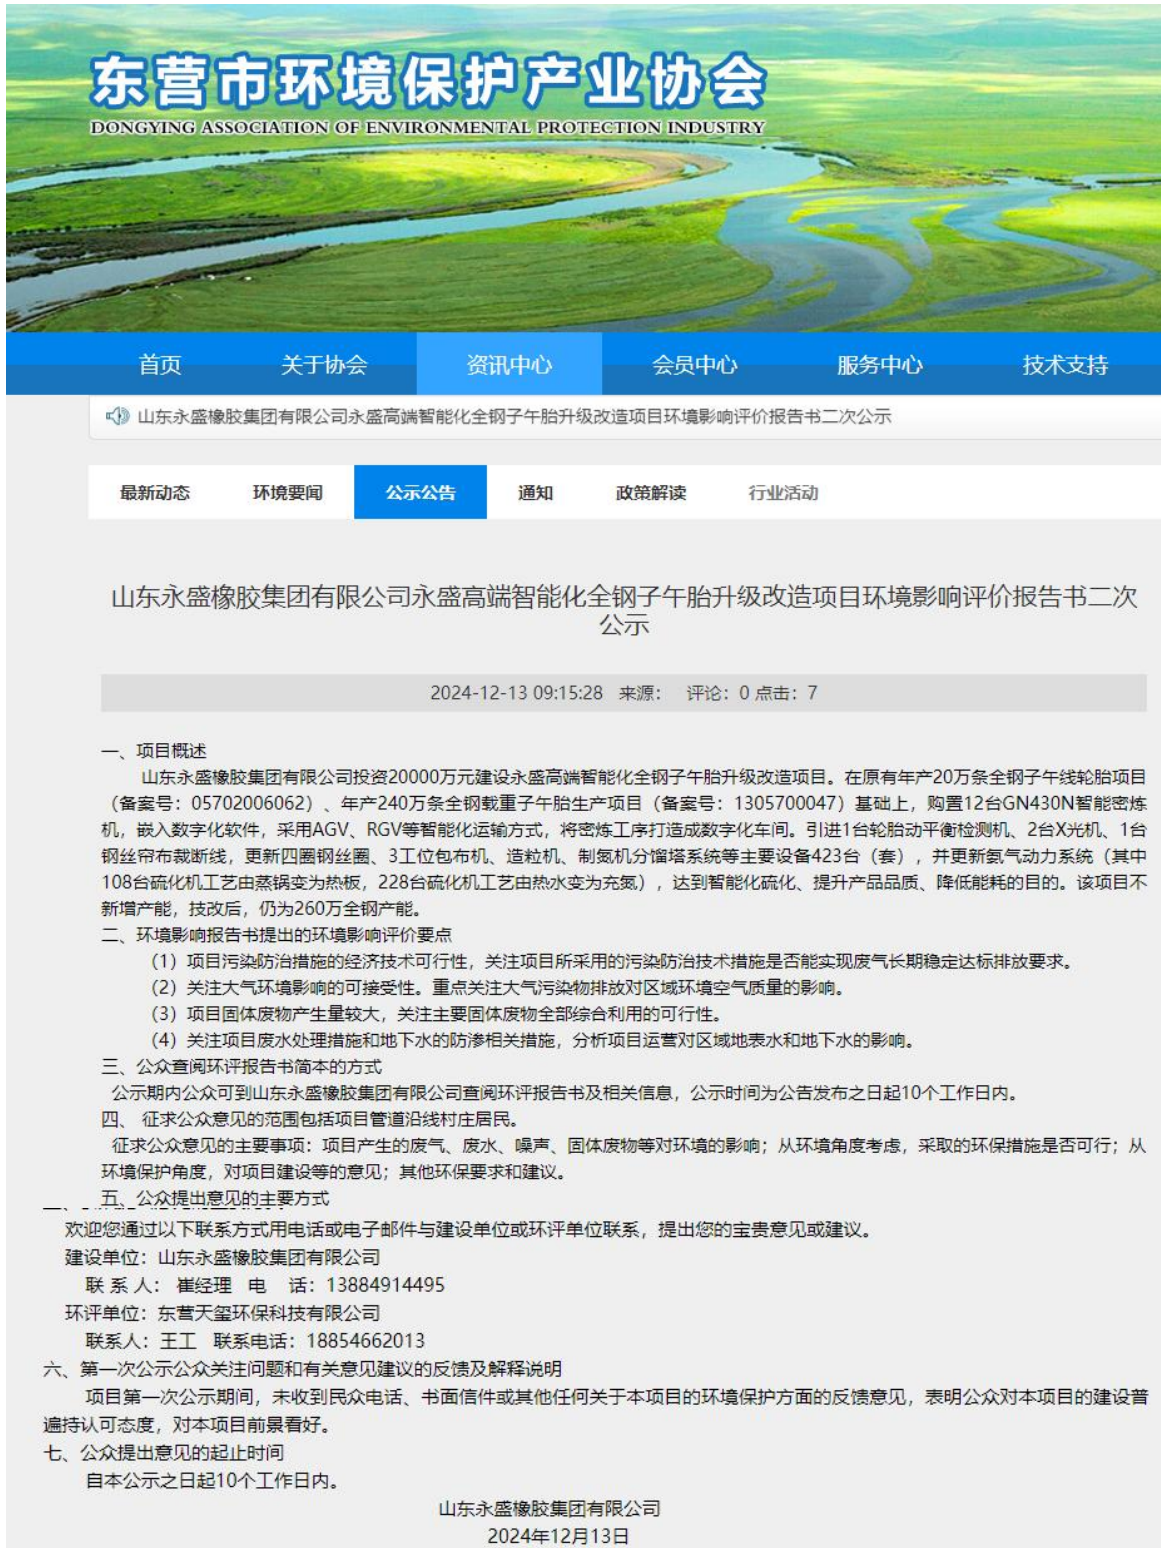 东营市环境保护产业协会
DONGYING ASSOCIATION OF ENVIRONMENTAL PROTECTION INDUSTRY
首页 关于协会 资讯中心 会员中心 服务中心 技术支持
山东永盛橡胶集团有限公司永盛高端智能化全钢子午胎升级改造项目环境影响评价报告书二次公示
最新动态 环境要闻 公示公告 通知 政策解读 行业活动
山东永盛橡胶集团有限公司永盛高端智能化全钢子午胎升级改造项目环境影响评价报告书二次
公示
2024-12-13 09:15:28 来源： 评论：0 点击：7
一、项目概述
山东永盛橡胶集团有限公司投资20000万元建设永盛高端智能化全钢子午胎升级改造项目。在原有年产20万条全钢子午线轮胎项目
（备案号：05702006062）、年产240万条全钢载重子午胎生产项目（备案号：1305700047）基础上，购置12台GN430N智能密炼
机，嵌入数字化软件，采用AGV、RGV等智能化运输方式，将密炼工序打造成数字化车间。引进1台轮胎动平衡检测机、2台X光机、1台
钢丝帘布裁断线，更新四圈钢丝圈、3工位包布机、造粒机、制氮机分馏塔系统等主要设备423台（套），并更新氨气动力系统（其中
108台硫化机工艺由蒸锅变为热板，228台硫化机工艺由热水变为充氮），达到智能化硫化、提升产品品质、降低能耗的目的。该项目不
新增产能，技改后，仍为260万全钢产能。
二、环境影响报告书提出的环境影响评价要点
（1）项目污染防治措施的经济技术可行性，关注项目所采用的污染防治技术措施是否能实现废气长期稳定达标排放要求。
（2）关注大气环境影响的可接受性。重点关注大气污染物排放对区域环境空气质量的影响。
（3）项目固体废物产生量较大，关注主要固体废物全部综合利用的可行性。
（4）关注项目废水处理措施和地下水的防渗相关措施，分析项目运营对区域地表水和地下水的影响。
三、公众查阅环评报告书简本的方式
公示期内公众可到山东永盛橡胶集团有限公司查阅环评报告书及相关信息，公示时间为公告发布之日起10个工作日内。
四、 征求公众意见的范围包括项目管道沿线村庄居民。
征求公众意见的主要事项：项目产生的废气、废水、噪声、固体废物等对环境的影响；从环境角度考虑，采取的环保措施是否可行；从
环境保护角度，对项目建设等的意见；其他环保要求和建议。
五、公众提出意见的主要方式
欢迎您通过以下联系方式用电话或电子邮件与建设单位或环评单位联系，提出您的宝贵意见或建议。
建设单位：山东永盛橡胶集团有限公司
联 系 人： 崔经理 电 话：13884914495
环评单位：东营天玺环保科技有限公司
联系人：王工 联系电话：18854662013
六、第一次公示公众关注问题和有关意见建议的反馈及解释说明
项目第一次公示期间，未收到民众电话、书面信件或其他任何关于本项目的环境保护方面的反馈意见，表明公众对本项目的建设普
遍持认可态度，对本项目前景看好。
七、公众提出意见的起止时间
自本公示之日起10个工作日内。
山东永盛橡胶集团有限公司
2024年12月13日